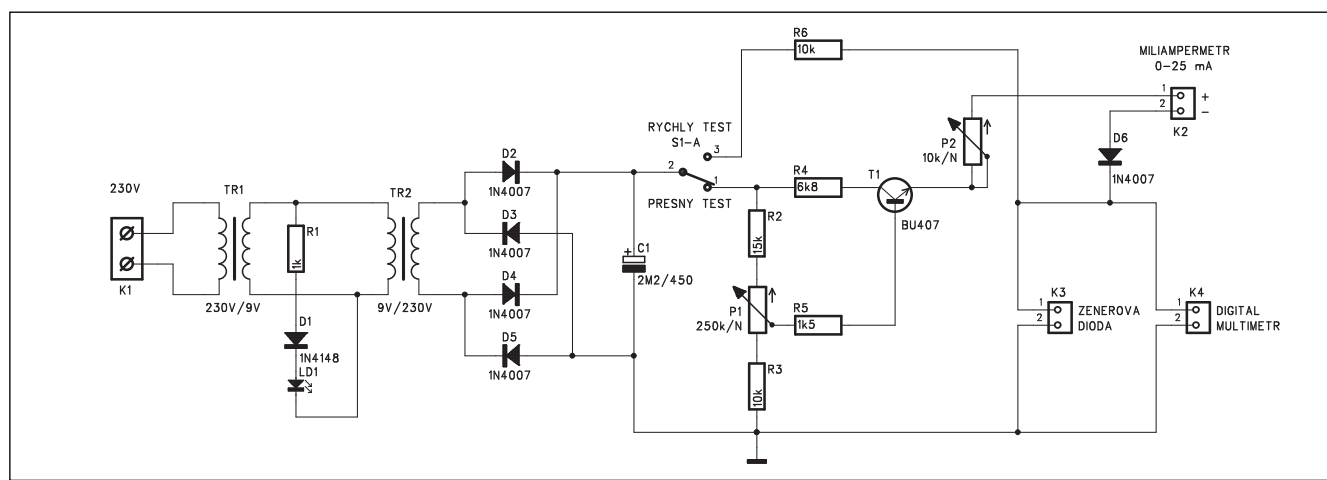 R6
10k
MILIAMPERMETR
0-25 mA
1
2
+
-
K2
RYCHLY TEST
S1-A
3
2
1
PRESNY TEST
P2
10k/N
D6
1N4007
D2
1N4007
R4
6k8
T1
BU407
230V
TR1
TR2
K1
R1
1k
230V/9V
9V/230V
D3
1N4007
C1
+
2M2/450
R2
15k
D4
1N4007
P1
250k/N
R5
1k5
K3
1
2
ZENEROVA
DIODA
K4
1
2
DIGITAL
MULTIMETR
D1
1N4148
LD1
D5
1N4007
R3
10k